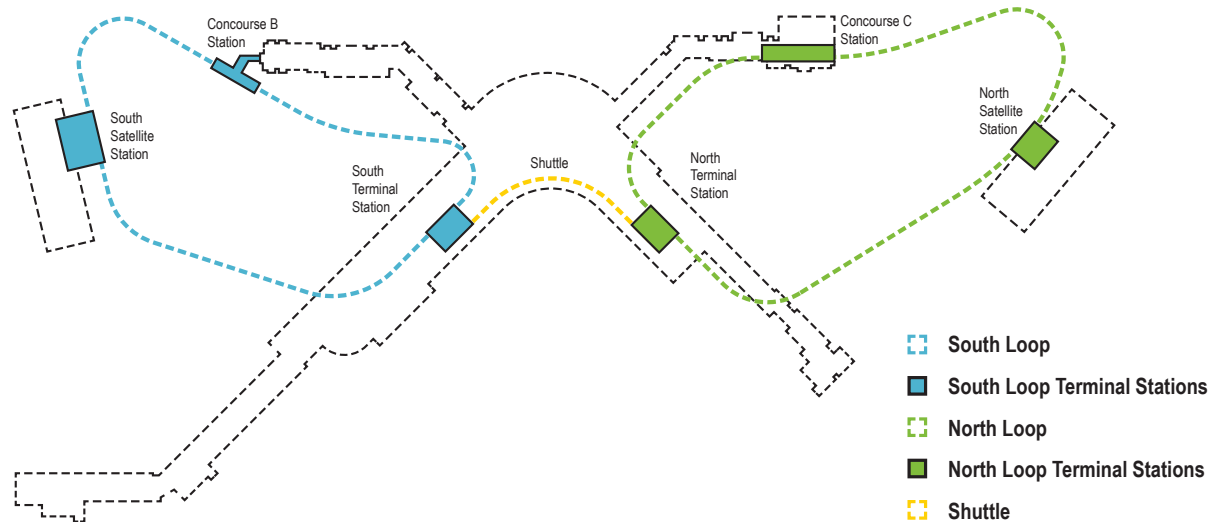 Concourse B
Station
Concourse C
Station
South
Satellite
Station
North
Satellite
Station
South
Terminal
Station
Shuttle
North
Terminal
Station
South Loop
South Loop Terminal Stations
North Loop
North Loop Terminal Stations
Shuttle